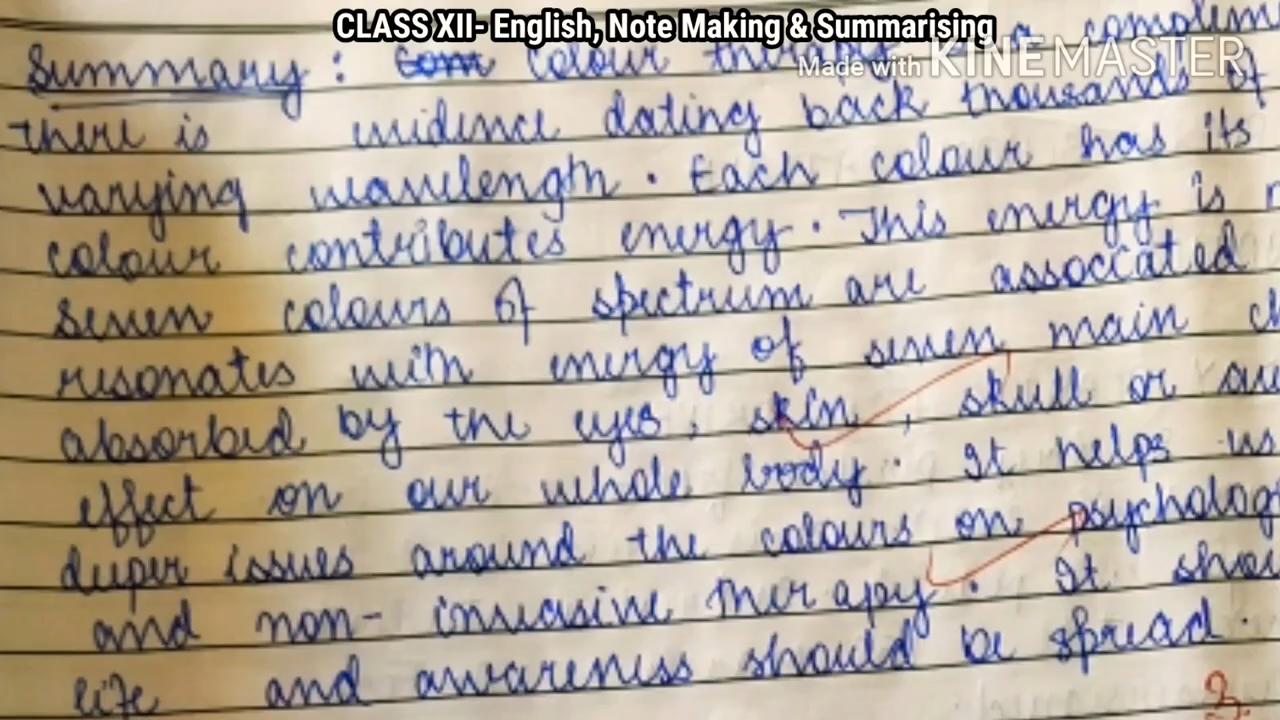 CLASS XII- English, Note Making & Summarising
Made with KINEMASTER
Summary : colour therapy a
there is evidence dating back thousands of
varying wavelength . Each colour has its
colour contributes energy . This energy is
seven colours of spectrum are associated
resonates with energy of seven main
absorbed by the eyes , skin , skull or
effect on our whole body . It helps us
deeper issues around the colours on
and non- invasive therapy . It
life and awareness should be spread .